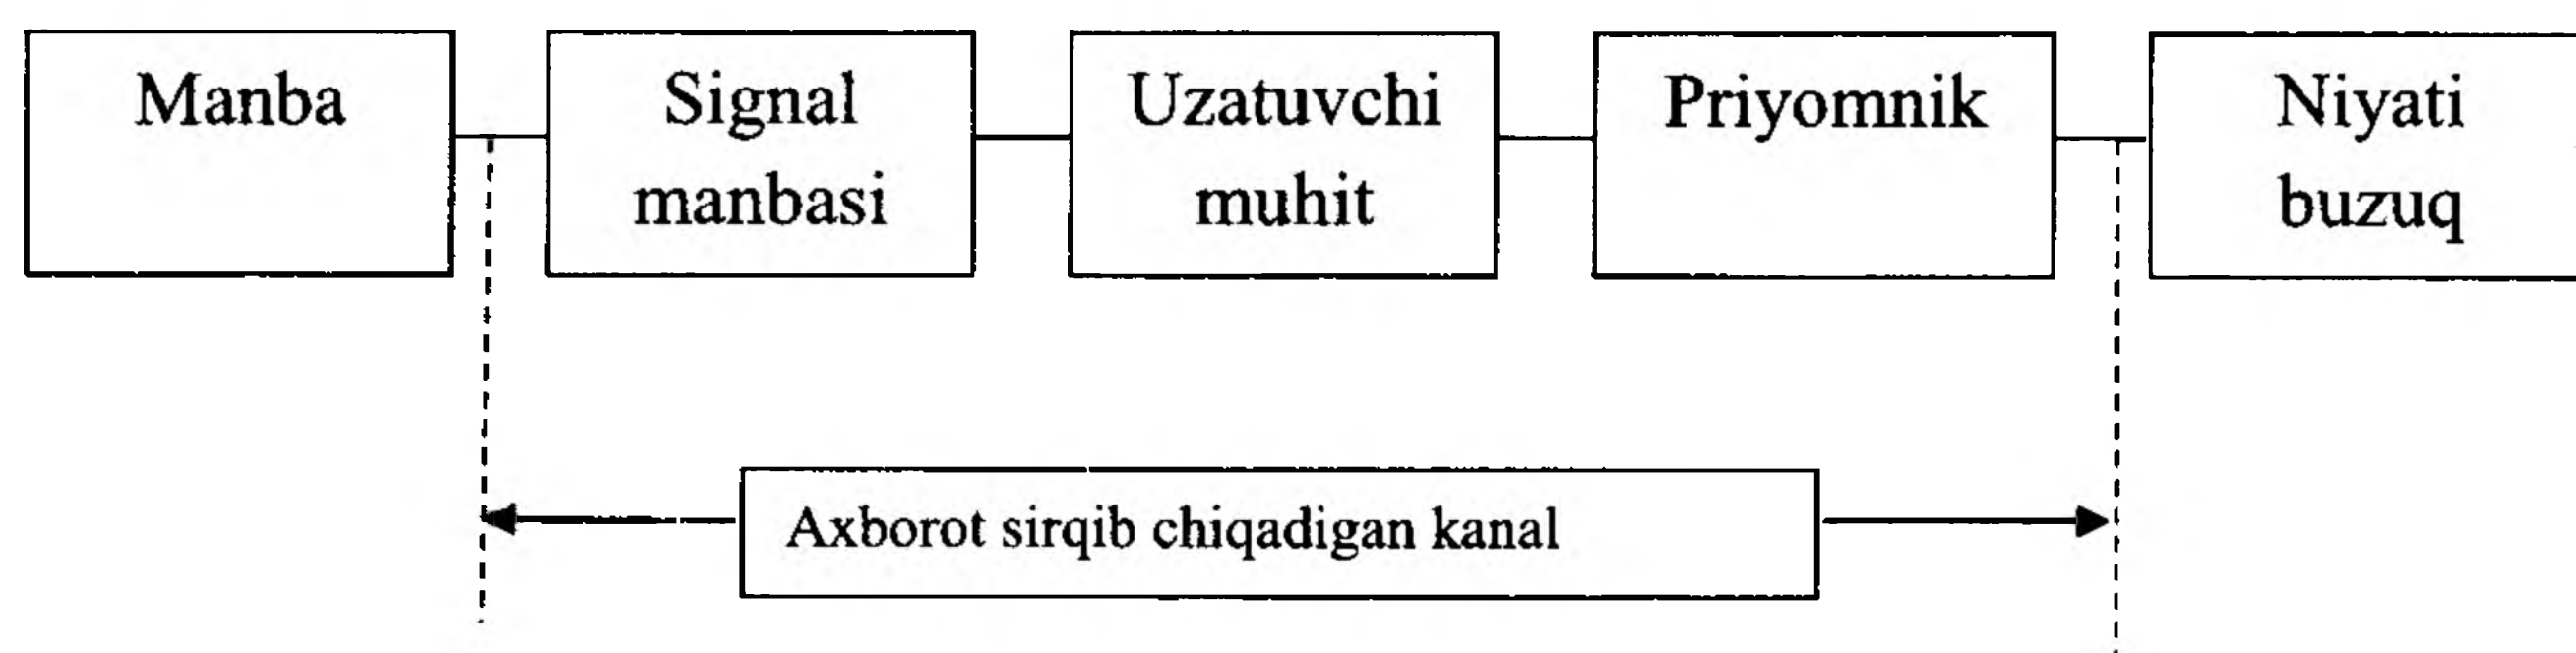 Manba
Signal
manbasi
Uzatuvchi
muhit
Priyomnik
Niyati
buzuq
Axborot sirqib chiqadigan kanal